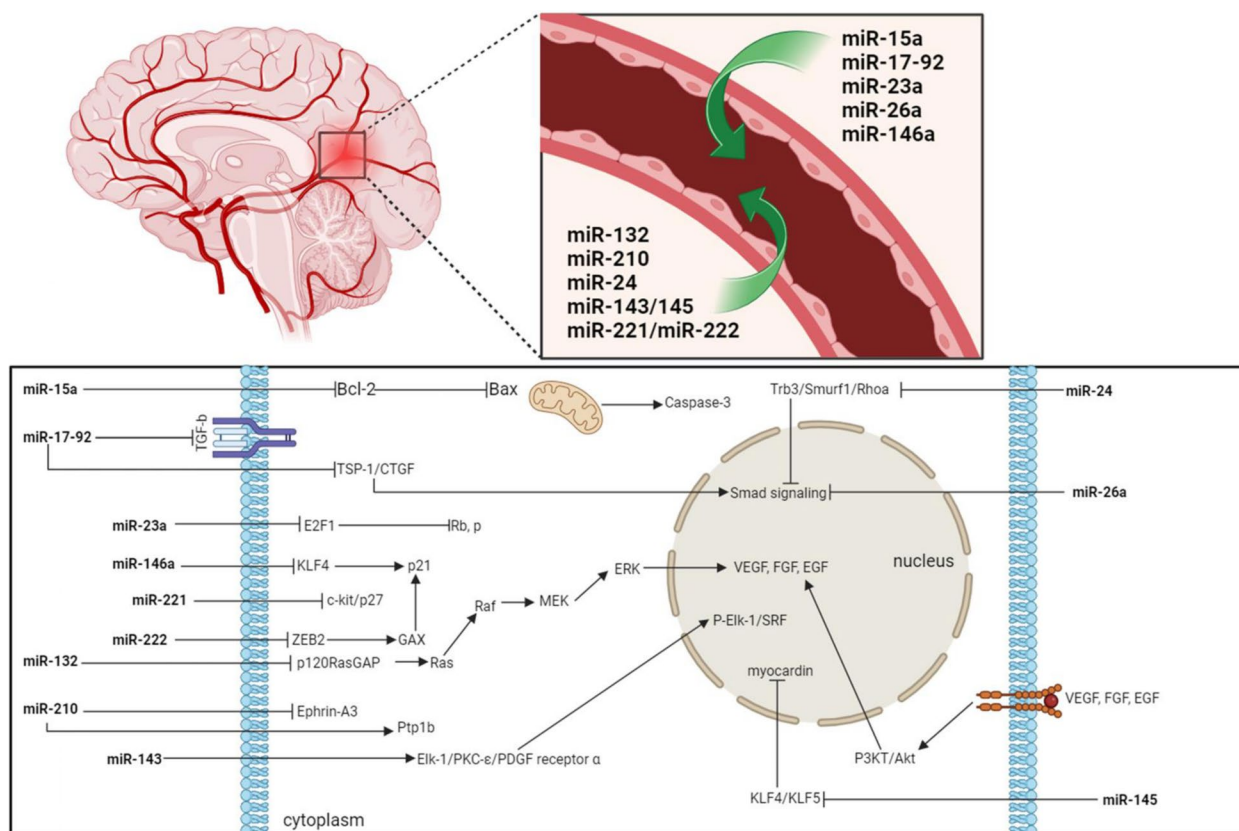 miR-15a
miR-17-92
miR-23a
miR-26a
miR-146a
miR-132
miR-210
miR-24
miR-143/145
miR-221/miR-222
miR-15a
Bcl-2
Bax
Caspase-3
Trb3/Smurf1/Rhoa
miR-24
miR-17-92
TGF-b
TSP-1/CTGF
Smad signaling
miR-26a
miR-23a
E2F1
Rb, p
miR-146a
KLF4
p21
ERK
VEGF, FGF, EGF
nucleus
miR-221
c-kit/p27
Raf
MEK
P-Elk-1/SRF
miR-222
ZEB2
GAX
miR-132
p120RasGAP
Ras
myocardin
miR-210
Ephrin-A3
Ptp1b
VEGF, FGF, EGF
miR-143
Elk-1/PKC-ε/PDGF receptor α
P3KT/Akt
KLF4/KLF5
miR-145
cytoplasm